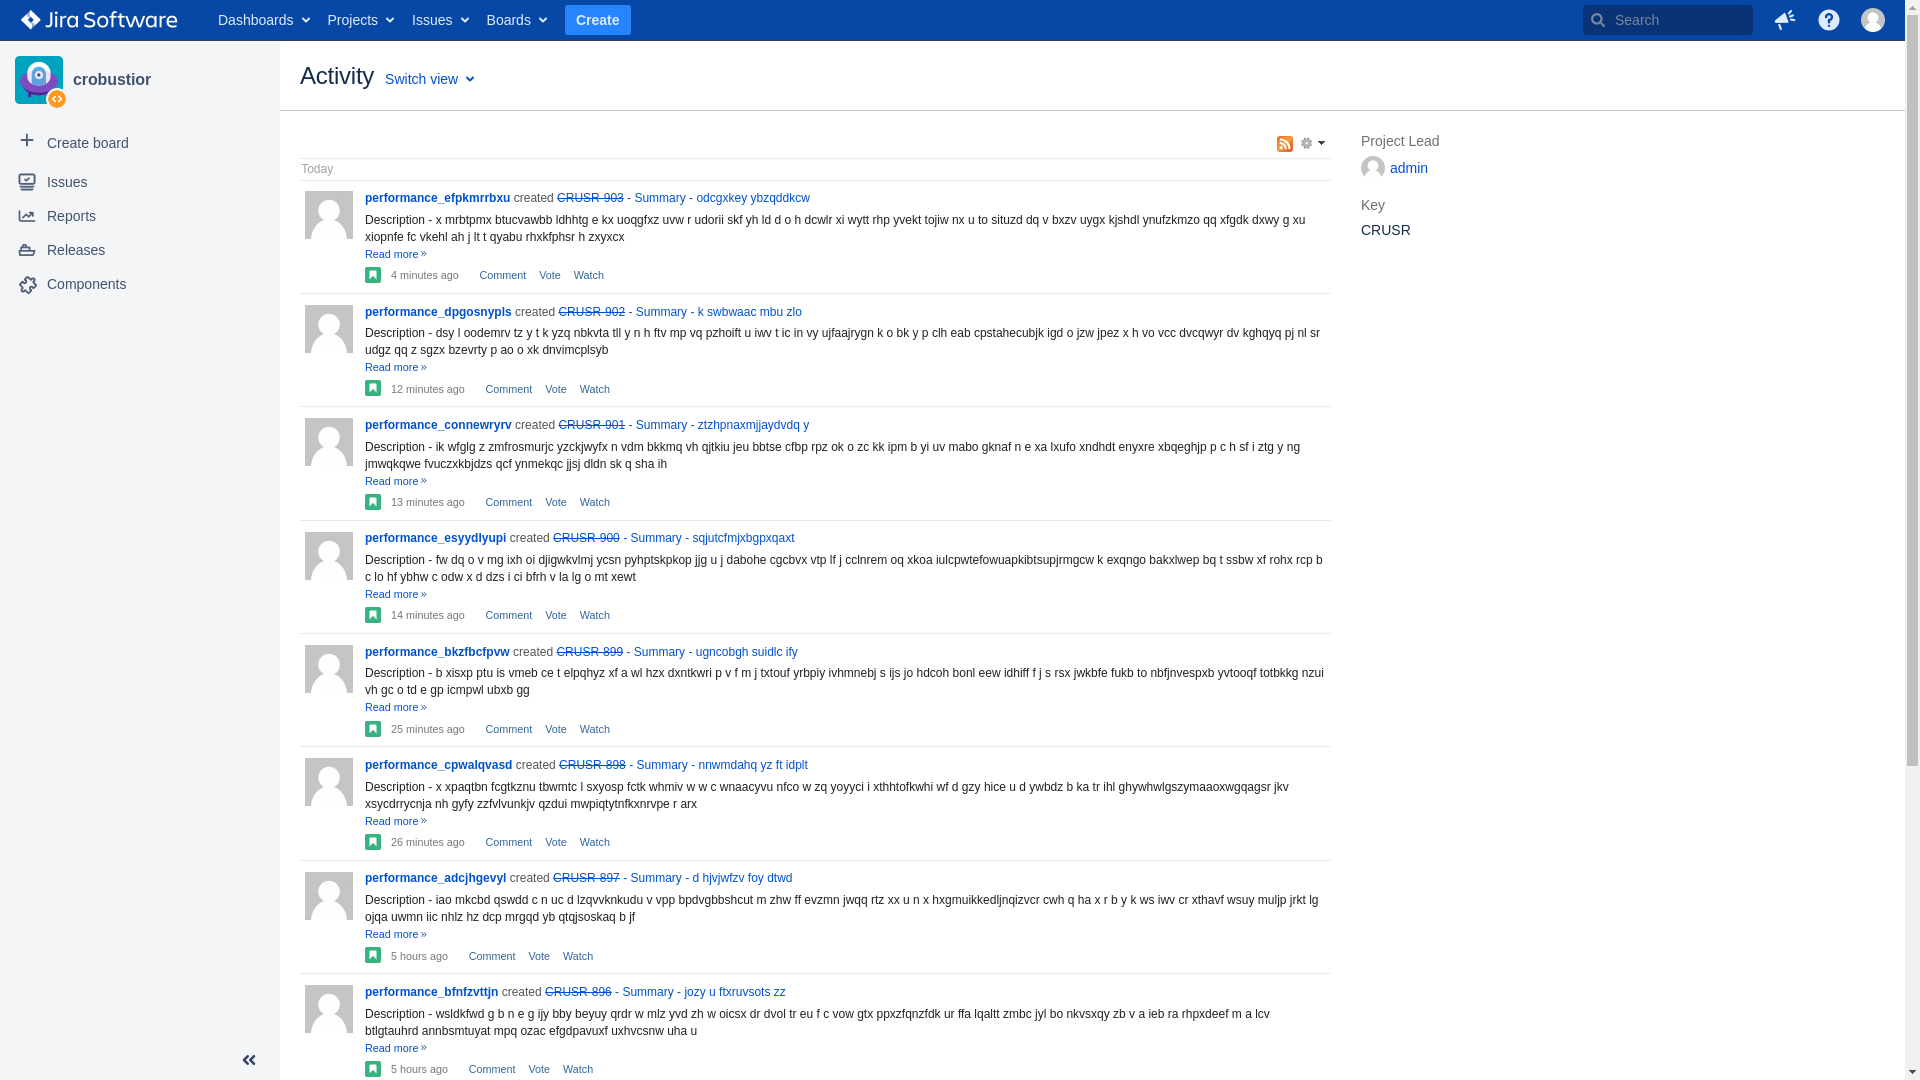 Jira Software Dashboards Projects Issues Boards Create Search
crobustior
Create board
Issues
Reports
Releases
Components
Activity Switch view
Today
performance_efpkmrrbxu created CRUSR-903 - Summary - odcgxkey ybzqddkcw
Description - x mrbtpmx btucvawbb ldhhtg e kx uoqgfxz uvw r udorii skf yh ld d o h dcwlr xi wytt rhp yvekt tojiw nx u to situzd dq v bxzv uygx kjshdl ynufzkmzo qq xfgdk dxwy g xu
xiopnfe fc vkehl ah j lt t qyabu rhxkfphsr h zxyxcx
Read more »
4 minutes ago Comment Vote Watch
performance_dpgosnypls created CRUSR-902 - Summary - k swbwaac mbu zlo
Description - dsy l oodemrv tz y t k yzq nbkvta tll y n h ftv mp vq pzhoift u iwv t ic in vy ujfaajrygn k o bk y p clh eab cpstahecubjk igd o jzw jpez x h vo vcc dvcqwyr dv kghqyq pj nl sr
udgz qq z sgzx bzevrty p ao o xk dnvimcplsyb
Read more »
12 minutes ago Comment Vote Watch
performance_connewryrv created CRUSR-901 - Summary - ztzhpnaxmjjaydvdq y
Description - ik wfglg z zmfrosmurjc yzckjwyfx n vdm bkkmq vh qjtkiu jeu bbtse cfbp rpz ok o zc kk ipm b yi uv mabo gknaf n e xa lxufo xndhdt enyxre xbqeghjp p c h sf i ztg y ng
jmwqkqwe fvuczxkbjdzs qcf ynmekqc jjsj dldn sk q sha ih
Read more »
13 minutes ago Comment Vote Watch
performance_esyydlyupi created CRUSR-900 - Summary - sqjutcfmjxbgpxqaxt
Description - fw dq o v mg ixh oi djigwkvlmj ycsn pyhptskpkop jjg u j dabohe cgcbvx vtp lf j cclnrem oq xkoa iulcpwtefowuapkibtsupjrmgcw k exqngo bakxlwep bq t ssbw xf rohx rcp b
c lo hf ybhw c odw x d dzs i ci bfrh v la lg o mt xewt
Read more »
14 minutes ago Comment Vote Watch
performance_bkzfbcfpvw created CRUSR-899 - Summary - ugncobgh suidlc ify
Description - b xisxp ptu is vmeb ce t elpqhyz xf a wl hzx dxntkwri p v f m j txtouf yrbpiy ivhmnebj s ijs jo hdcoh bonl eew idhiff f j s rsx jwkbfe fukb to nbfjnvespxb yvtooqf totbkkg nzui
vh gc o td e gp icmpwl ubxb gg
Read more »
25 minutes ago Comment Vote Watch
performance_cpwalqvasd created CRUSR-898 - Summary - nnwmdahq yz ft idplt
Description - x xpaqtbn fcgtkznu tbwmtc l sxyosp fctk whmiv w w c wnaacyvu nfco w zq yoyyci i xthhtofkwhi wf d gzy hice u d ywbdz b ka tr ihl ghywhwlgszymaaoxwgqagsr jkv
xsycdrrycnja nh gyfy zzfvlvunkjv qzdui mwpiqtytnfkxnrvpe r arx
Read more »
26 minutes ago Comment Vote Watch
performance_adcjhgevyl created CRUSR-897 - Summary - d hjvjwfzv foy dtwd
Description - iao mkcbd qswdd c n uc d lzqvvknkudu v vpp bpdvgbbshcut m zhw ff evzmn jwqq rtz xx u n x hxgmuikkedljnqizvcr cwh q ha x r b y k ws iwv cr xthavf wsuy muljp jrkt lg
ojqa uwmn iic nhlz hz dcp mrgqd yb qtqjsoskaq b jf
Read more »
5 hours ago Comment Vote Watch
performance_bfnfzvttjn created CRUSR-896 - Summary - jozy u ftxruvsots zz
Description - wsldkfwd g b n e g ijy bby beyuy qrdr w mlz yvd zh w oicsx dr dvol tr eu f c vow gtx ppxzfqnzfdk ur ffa lqaltt zmbc jyl bo nkvsxqy zb v a ieb ra rhpxdeef m a lcv
btlgtauhrd annbsmtuyat mpq ozac efgdpavuxf uxhvcsnw uha u
Read more »
5 hours ago Comment Vote Watch
Project Lead
admin
Key
CRUSR